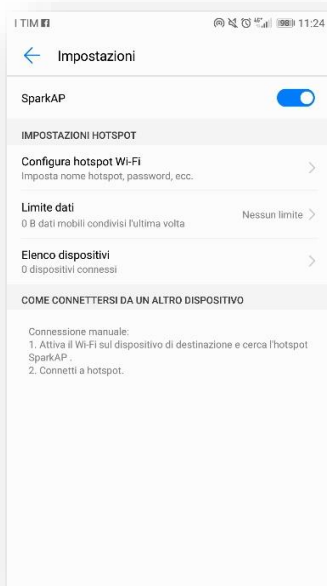 I TIM
98 11:24
Impostazioni
SparkAP
IMPOSTAZIONI HOTSPOT
Configura hotspot Wi-Fi
Imposta nome hotspot, password, ecc.
Limite dati
0 B dati mobili condivisi l'ultima volta
Nessun limite
Elenco dispositivi
0 dispositivi connessi
COME CONNETTERSI DA UN ALTRO DISPOSITIVO
Connessione manuale:
1. Attiva il Wi-Fi sul dispositivo di destinazione e cerca l'hotspot
SparkAP .
2. Connetti a hotspot.